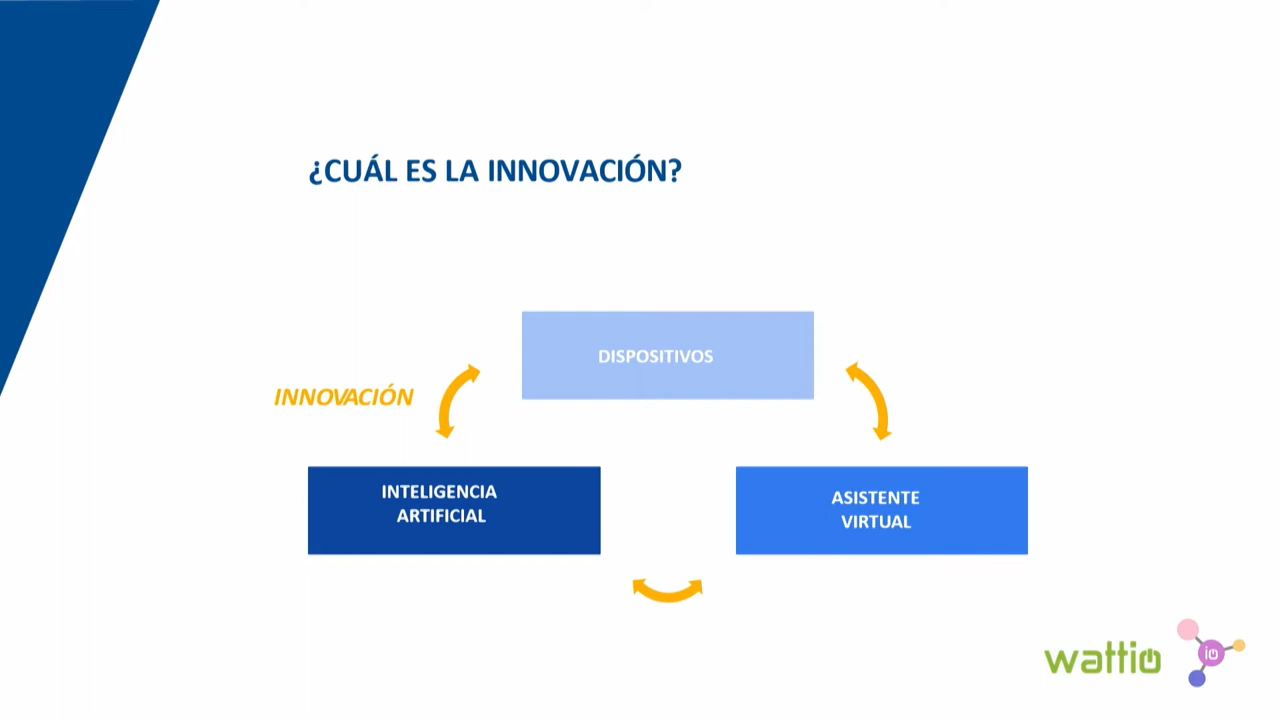 ¿CUÁL ES LA INNOVACIÓN?
DISPOSITIVOS
INNOVACIÓN
INTELIGENCIA
ARTIFICIAL
ASISTENTE
VIRTUAL
wattio
io